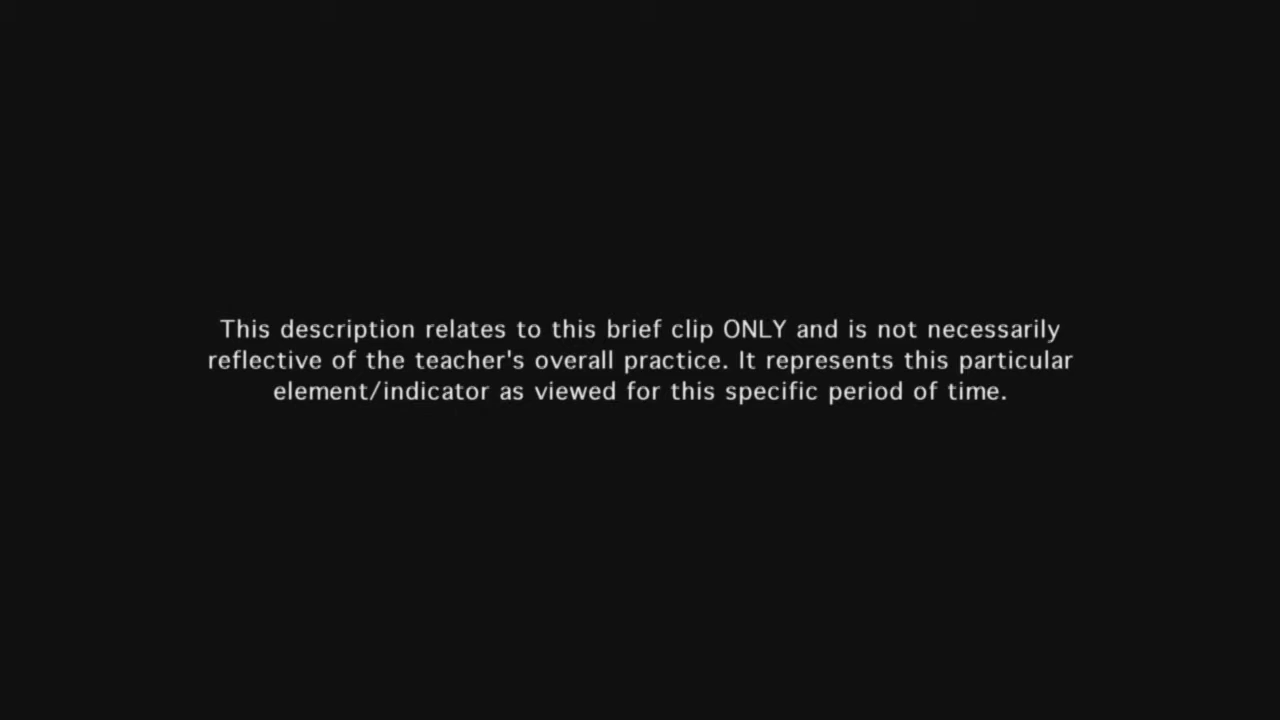 This description relates to this brief clip ONLY and is not necessarily
reflective of the teacher's overall practice. It represents this particular
element/indicator as viewed for this specific period of time.